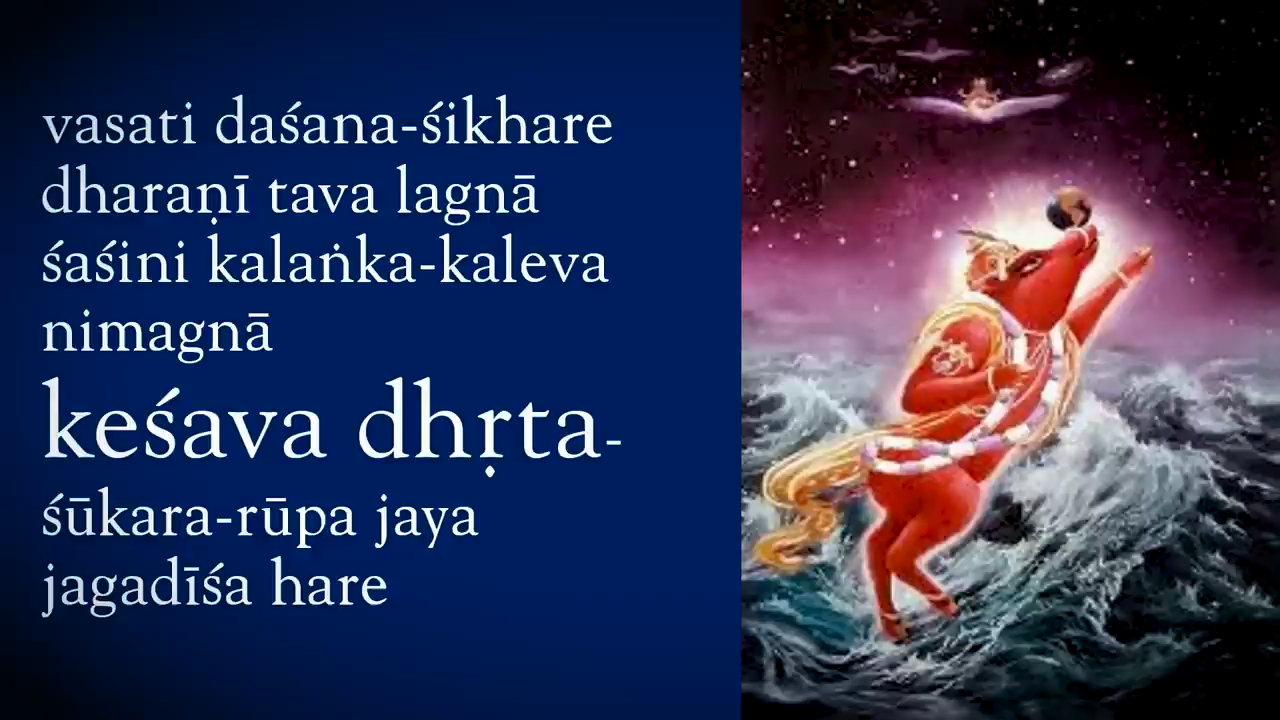 vasati daśana-śikhare
dharaṇī tava lagnā
śaśini kalaṅka-kaleva
nimagnā
keśava dhṛta-
śūkara-rūpa jaya
jagadīśa hare